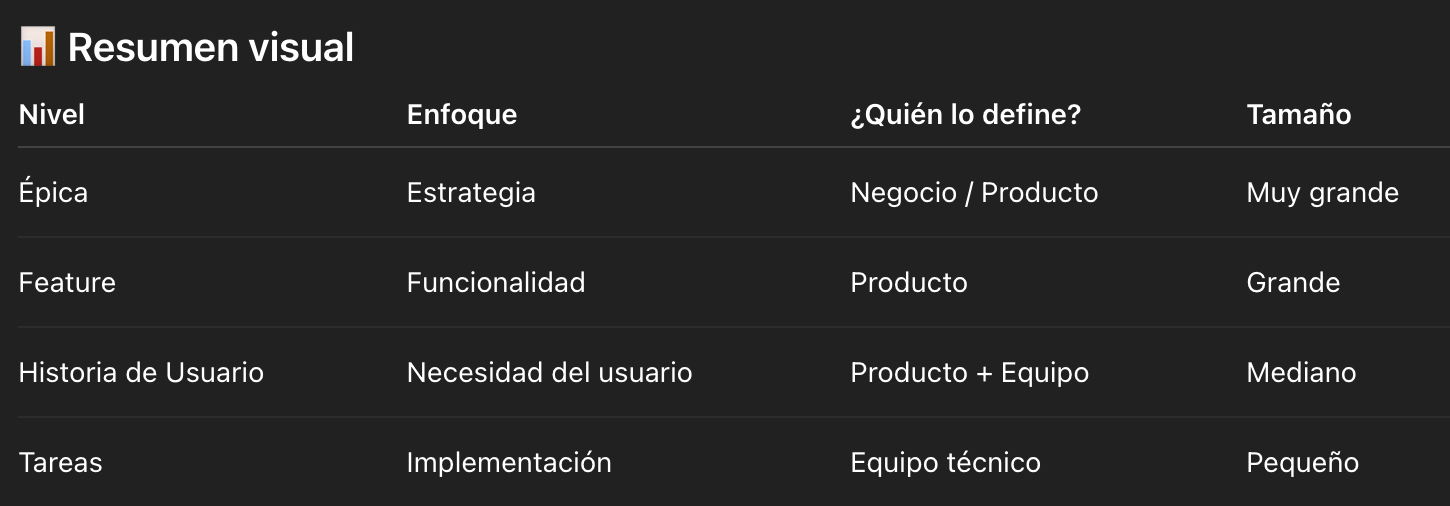 📊 Resumen visual
Nivel Enfoque ¿Quién lo define? Tamaño
Épica Estrategia Negocio / Producto Muy grande
Feature Funcionalidad Producto Grande
Historia de Usuario Necesidad del usuario Producto + Equipo Mediano
Tareas Implementación Equipo técnico Pequeño